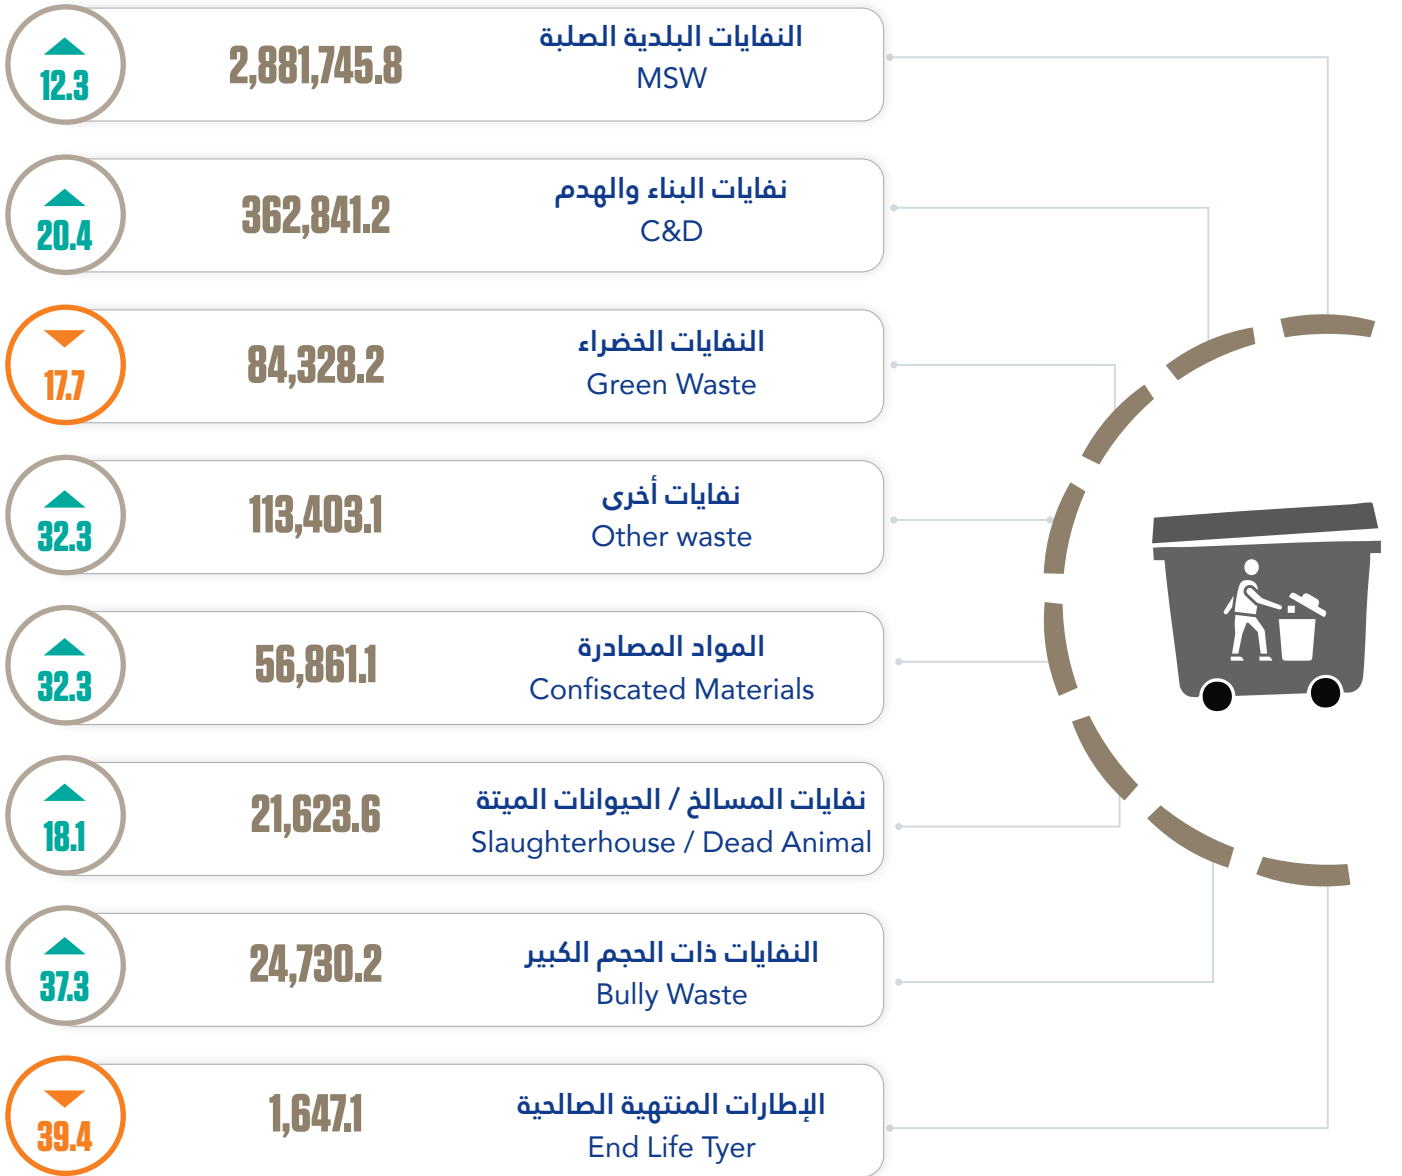 النفايات البلدية الصلبة
MSW
2,881,745.8
12.3
نفايات البناء والهدم
C&D
362,841.2
20.4
النفايات الخضراء
Green Waste
84,328.2
17.7
نفايات أخرى
Other waste
113,403.1
32.3
المواد المصادرة
Confiscated Materials
56,861.1
32.3
نفايات المسالخ / الحيوانات الميتة
Slaughterhouse / Dead Animal
21,623.6
18.1
النفايات ذات الحجم الكبير
Bully Waste
24,730.2
37.3
الإطارات المنتهية الصالحية
End Life Tyer
1,647.1
39.4